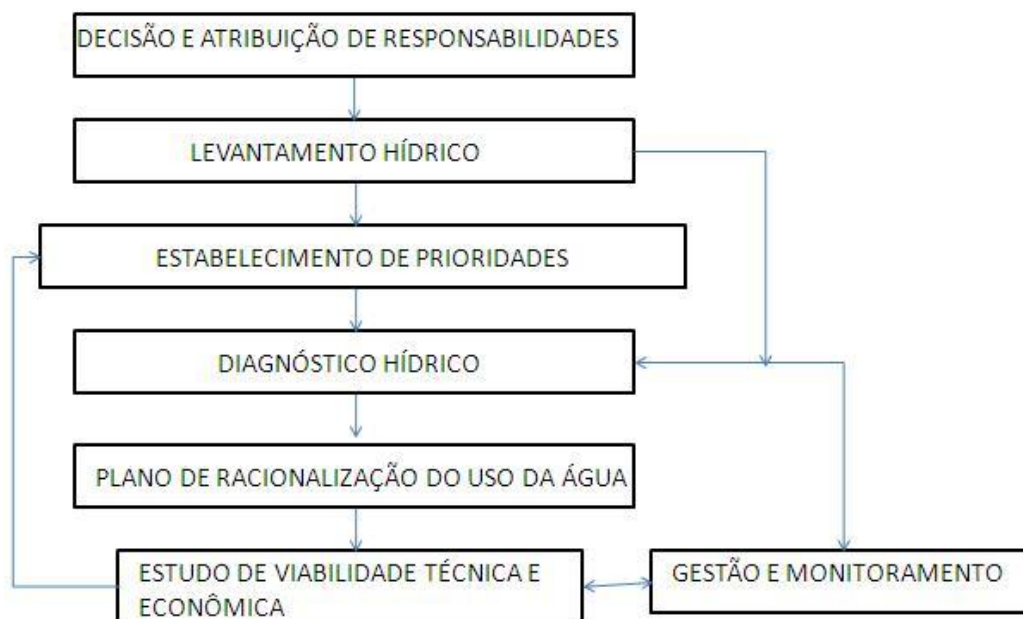 DECISÃO E ATRIBUIÇÃO DE RESPONSABILIDADES
LEVANTAMENTO HÍDRICO
ESTABELECIMENTO DE PRIORIDADES
DIAGNÓSTICO HÍDRICO
PLANO DE RACIONALIZAÇÃO DO USO DA ÁGUA
ESTUDO DE VIABILIDADE TÉCNICA E
ECONÔMICA
GESTÃO E MONITORAMENTO